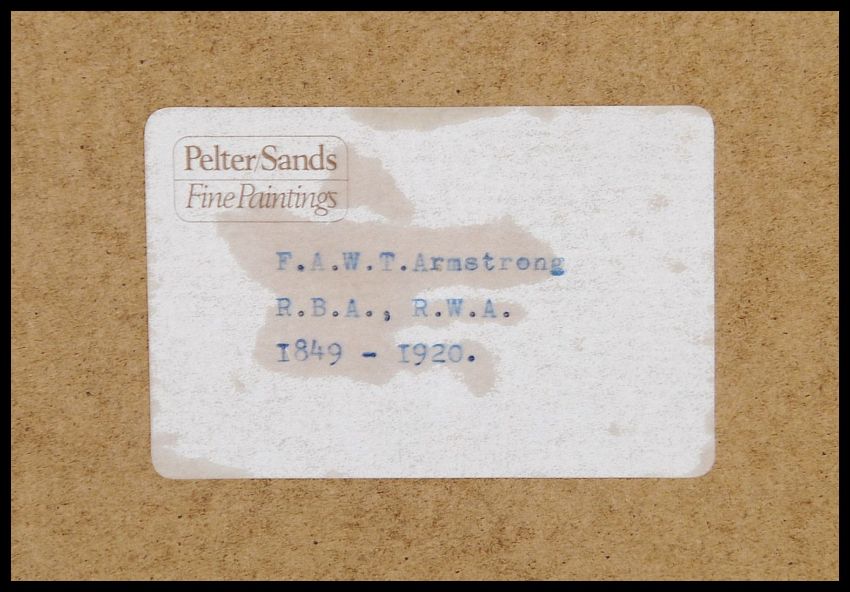 Pelter/Sands
Fine Paintings
F.A.W.T.Armstrong
R.B.A., R.W.A.
1849 - 1920.